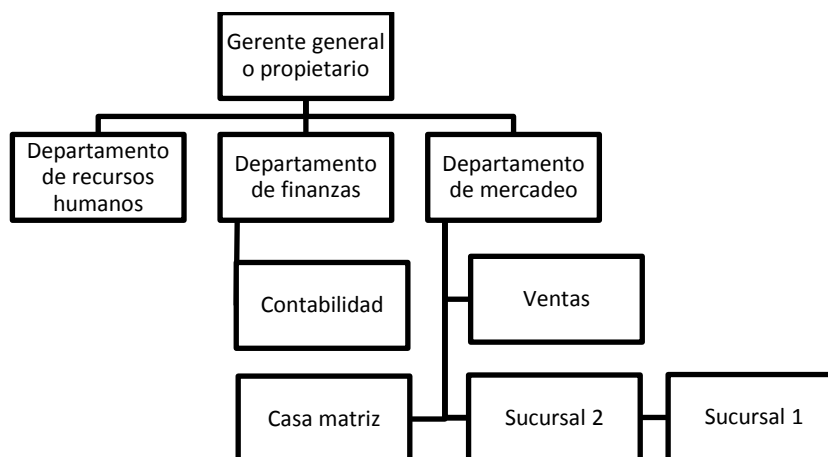 Gerente general
o propietario
Departamento
de recursos
humanos
Departamento
de finanzas
Departamento
de mercadeo
Contabilidad
Ventas
Casa matriz
Sucursal 2
Sucursal 1